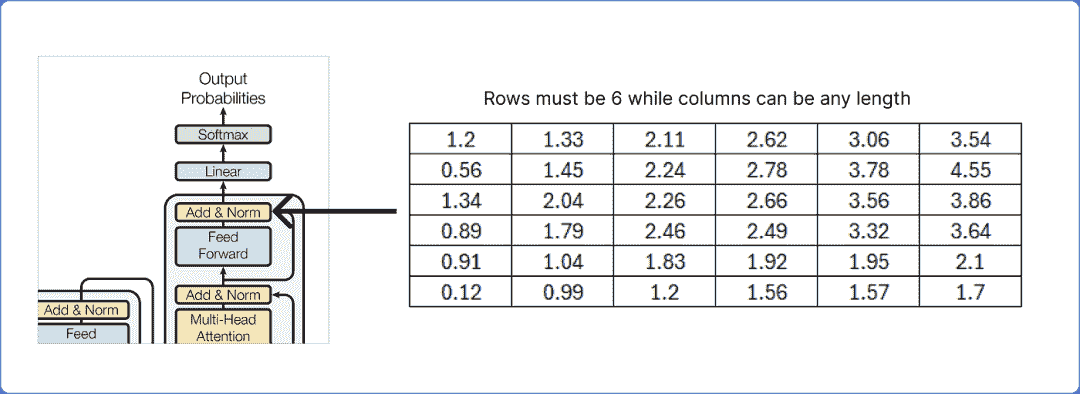 Output
Probabilities
Softmax
Linear
Add & Norm
Feed
Forward
Add & Norm
Multi-Head
Attention
Add & Norm
Feed
Rows must be 6 while columns can be any length
1.2 1.33 2.11 2.62 3.06 3.54
0.56 1.45 2.24 2.78 3.78 4.55
1.34 2.04 2.26 2.66 3.56 3.86
0.89 1.79 2.46 2.49 3.32 3.64
0.91 1.04 1.83 1.92 1.95 2.1
0.12 0.99 1.2 1.56 1.57 1.7